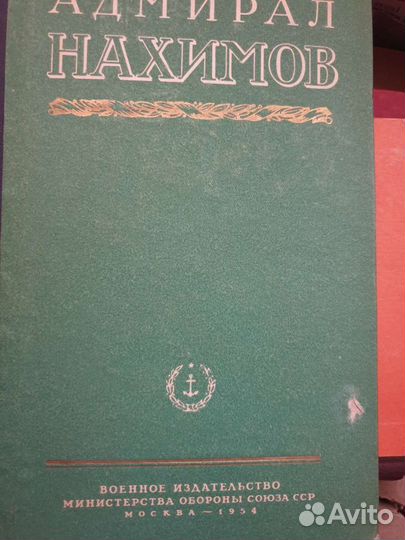 АДМИРАЛ
НАХИМОВ
ВОЕННОЕ ИЗДАТЕЛЬСТВО
МИНИСТЕРСТВА ОБОРОНЫ СОЮЗА ССР
МОСКВА — 1954
Avito